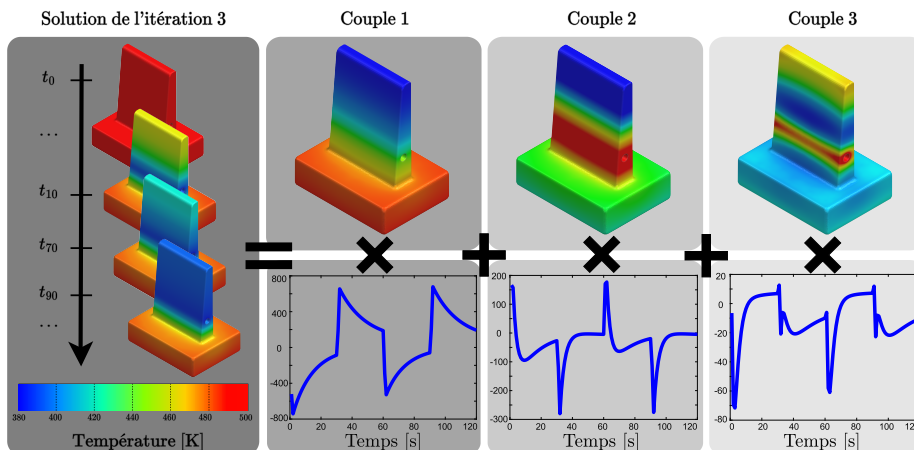 Solution de l'itération 3
Couple 1
Couple 2
Couple 3
t₀
...
t₁₀
t₇₀
t₉₀
...
380 400 420 440 460 480 500
Température [K]
= × + × + ×
800
400
0
-400
-800
0 20 40 60 80 100 120
Temps [s]
200
100
0
-100
-200
-300
0 20 40 60 80 100 120
Temps [s]
20
0
-20
-40
-60
-80
0 20 40 60 80 100 120
Temps [s]